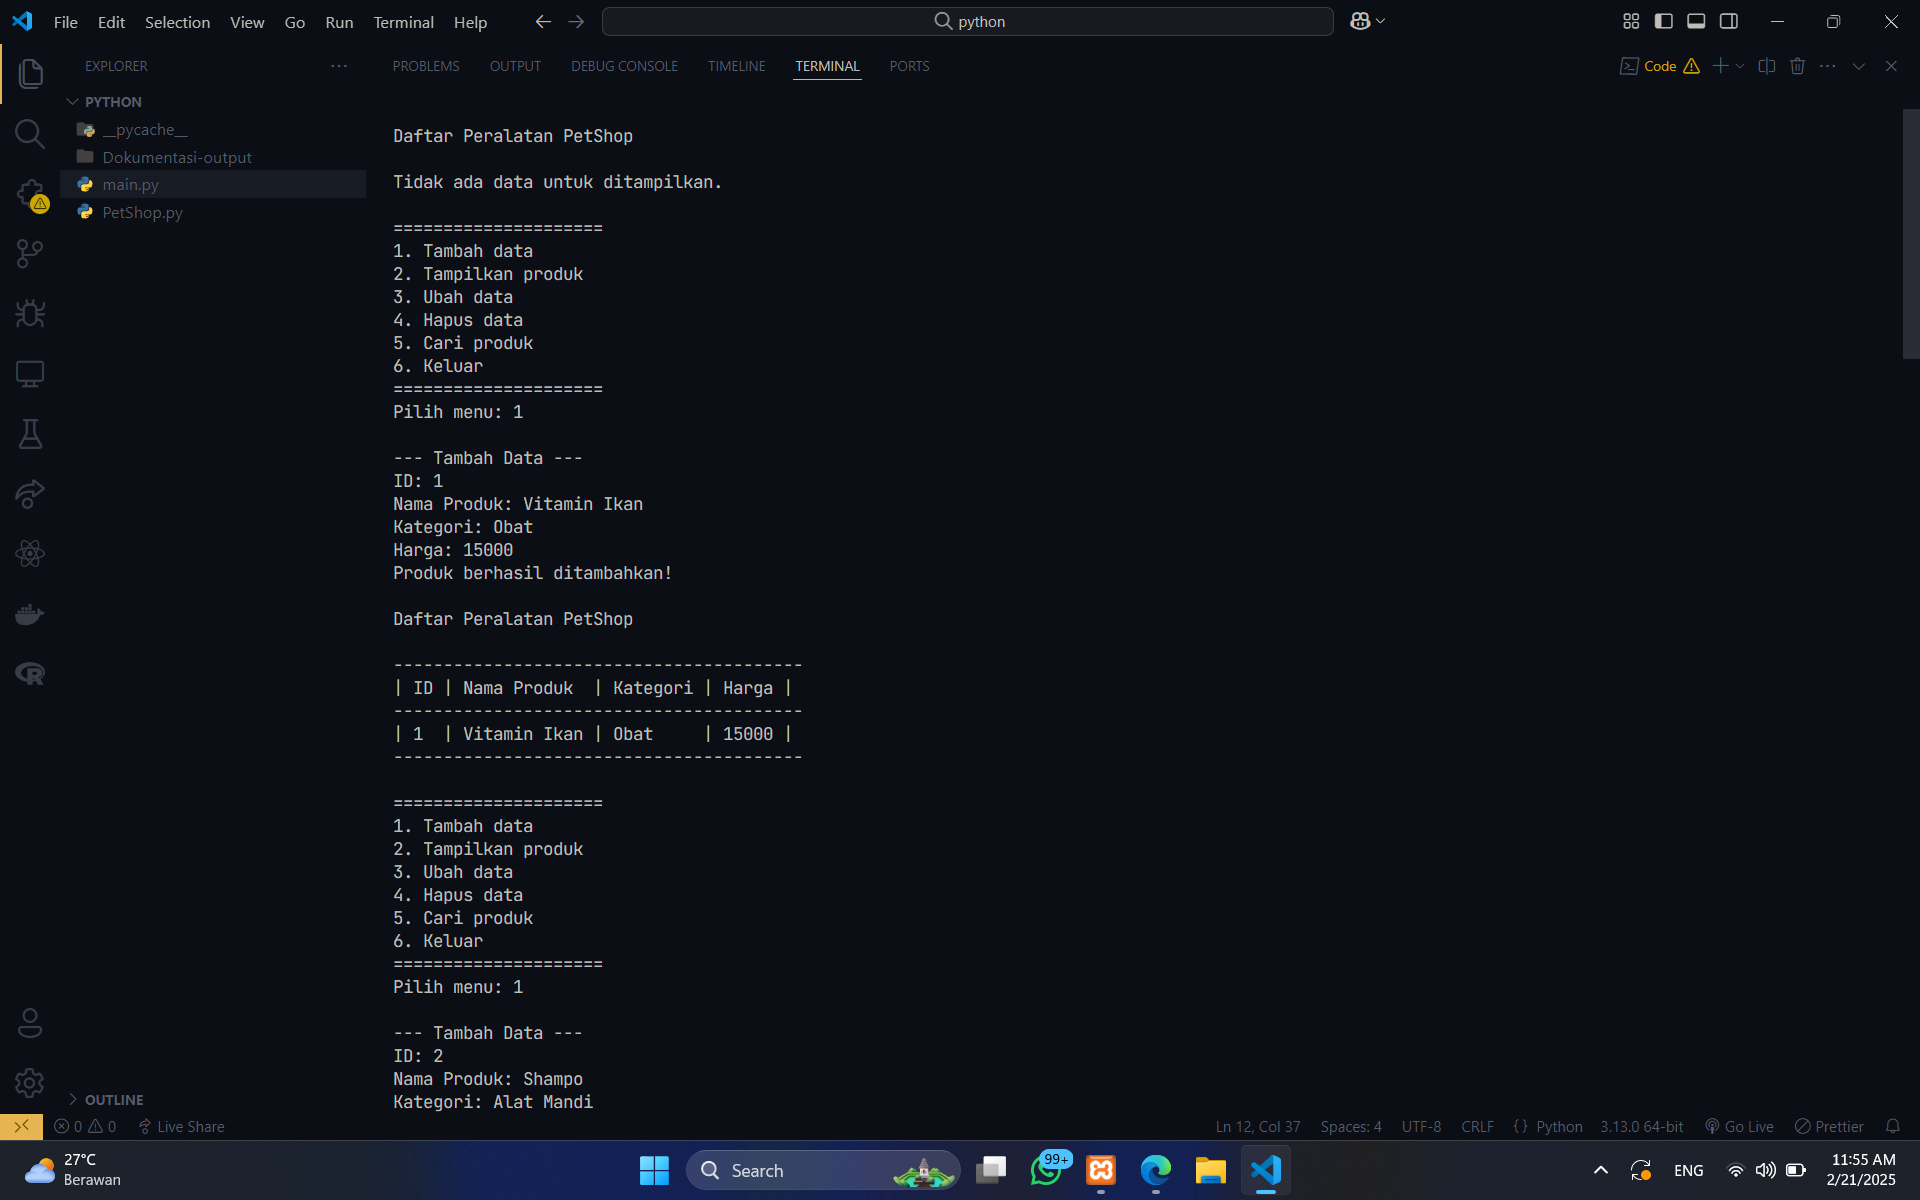 File Edit Selection View Go Run Terminal Help
python
EXPLORER
PROBLEMS OUTPUT DEBUG CONSOLE TIMELINE TERMINAL PORTS
Code
PYTHON
__pycache__
Dokumentasi-output
main.py
PetShop.py
Daftar Peralatan PetShop
Tidak ada data untuk ditampilkan.
=====================
1. Tambah data
2. Tampilkan produk
3. Ubah data
4. Hapus data
5. Cari produk
6. Keluar
=====================
Pilih menu: 1
--- Tambah Data ---
ID: 1
Nama Produk: Vitamin Ikan
Kategori: Obat
Harga: 15000
Produk berhasil ditambahkan!
Daftar Peralatan PetShop
-----------------------------------------
| ID | Nama Produk  | Kategori | Harga |
-----------------------------------------
| 1  | Vitamin Ikan | Obat     | 15000 |
-----------------------------------------
=====================
1. Tambah data
2. Tampilkan produk
3. Ubah data
4. Hapus data
5. Cari produk
6. Keluar
=====================
Pilih menu: 1
--- Tambah Data ---
ID: 2
Nama Produk: Shampo
Kategori: Alat Mandi
OUTLINE
0 0 Live Share
Ln 12, Col 37 Spaces: 4 UTF-8 CRLF {} Python 3.13.0 64-bit Go Live Prettier
27°C
Berawan
Search
99+
ENG
11:55 AM
2/21/2025